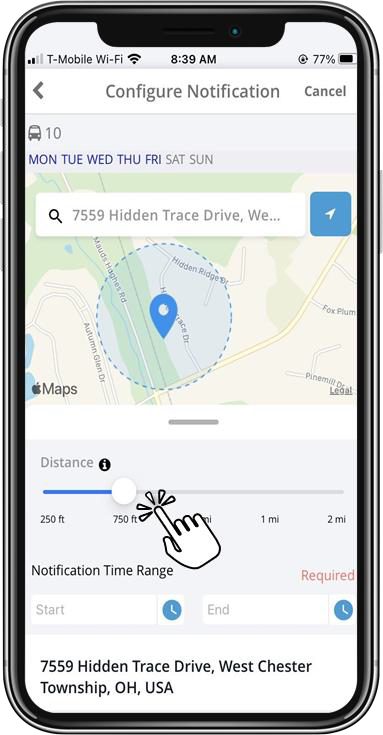 T-Mobile Wi-Fi 8:39 AM 77%
Configure Notification Cancel
10
MON TUE WED THU FRI SAT SUN
7559 Hidden Trace Drive, We...
Mauds Hughes Rd
Hidden Ridge Dr
Trace Dr
Autumn Glen Dr
Fox Plum
Pinemill Dr
Maps
Legal
Distance
250 ft 750 ft mi 1 mi 2 mi
Notification Time Range Required
Start End
7559 Hidden Trace Drive, West Chester
Township, OH, USA